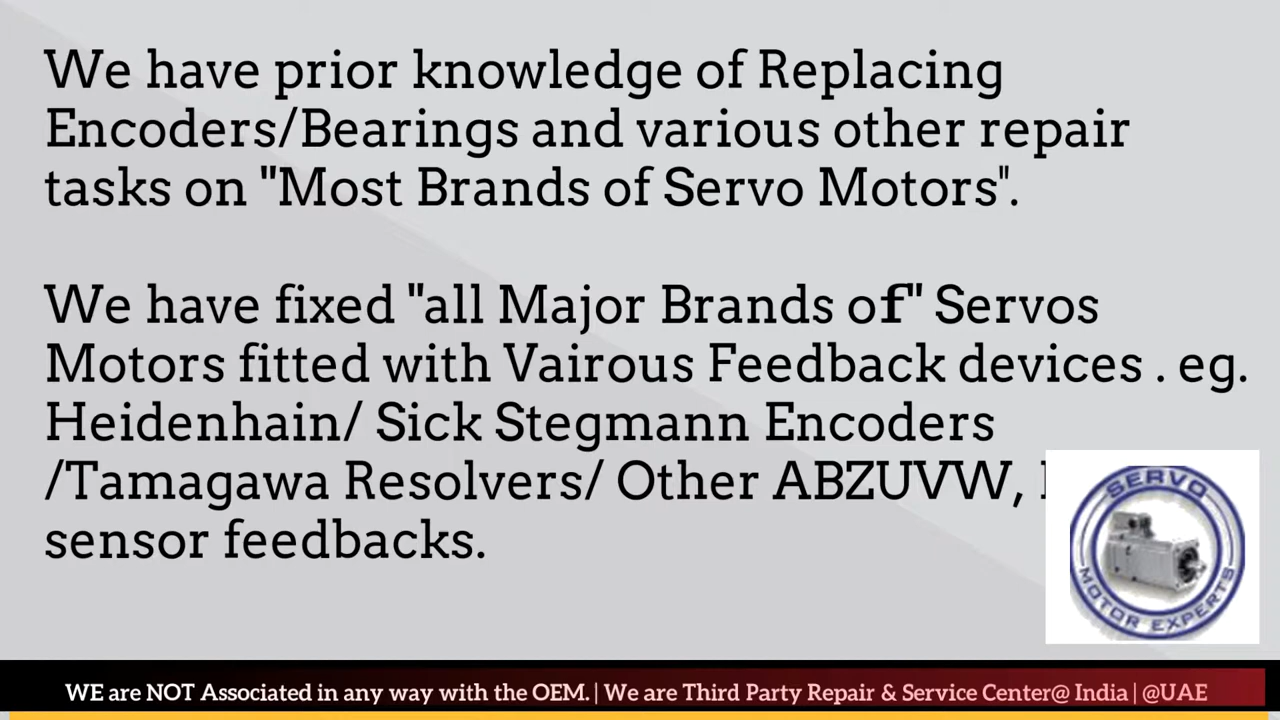 We have prior knowledge of Replacing
Encoders/Bearings and various other repair
tasks on "Most Brands of Servo Motors".
We have fixed "all Major Brands of" Servos
Motors fitted with Vairous Feedback devices . eg.
Heidenhain/ Sick Stegmann Encoders
/Tamagawa Resolvers/ Other ABZUVW,
sensor feedbacks.
SERVO
MOTOR EXPERTS
WE are NOT Associated in any way with the OEM. | We are Third Party Repair & Service Center@ India | @UAE